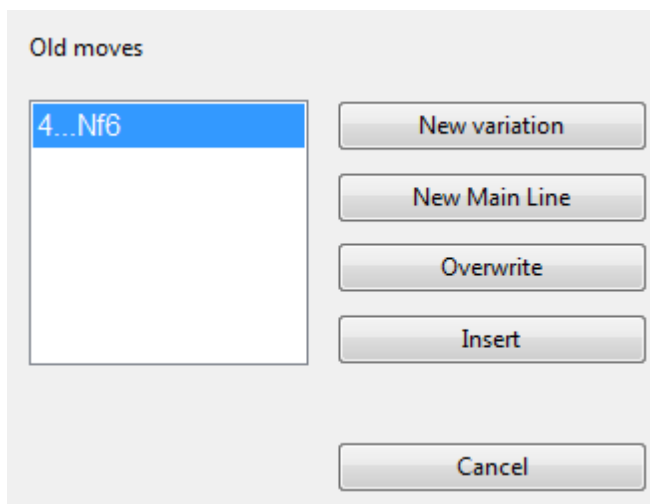 Old moves
4...Nf6
New variation
New Main Line
Overwrite
Insert
Cancel